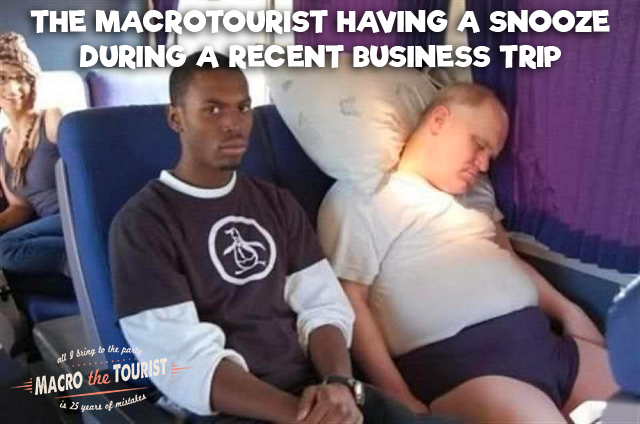 THE MACROTOURIST HAVING A SNOOZE
DURING A RECENT BUSINESS TRIP
all I bring to the party
MACRO the TOURIST
is 25 years of mistakes